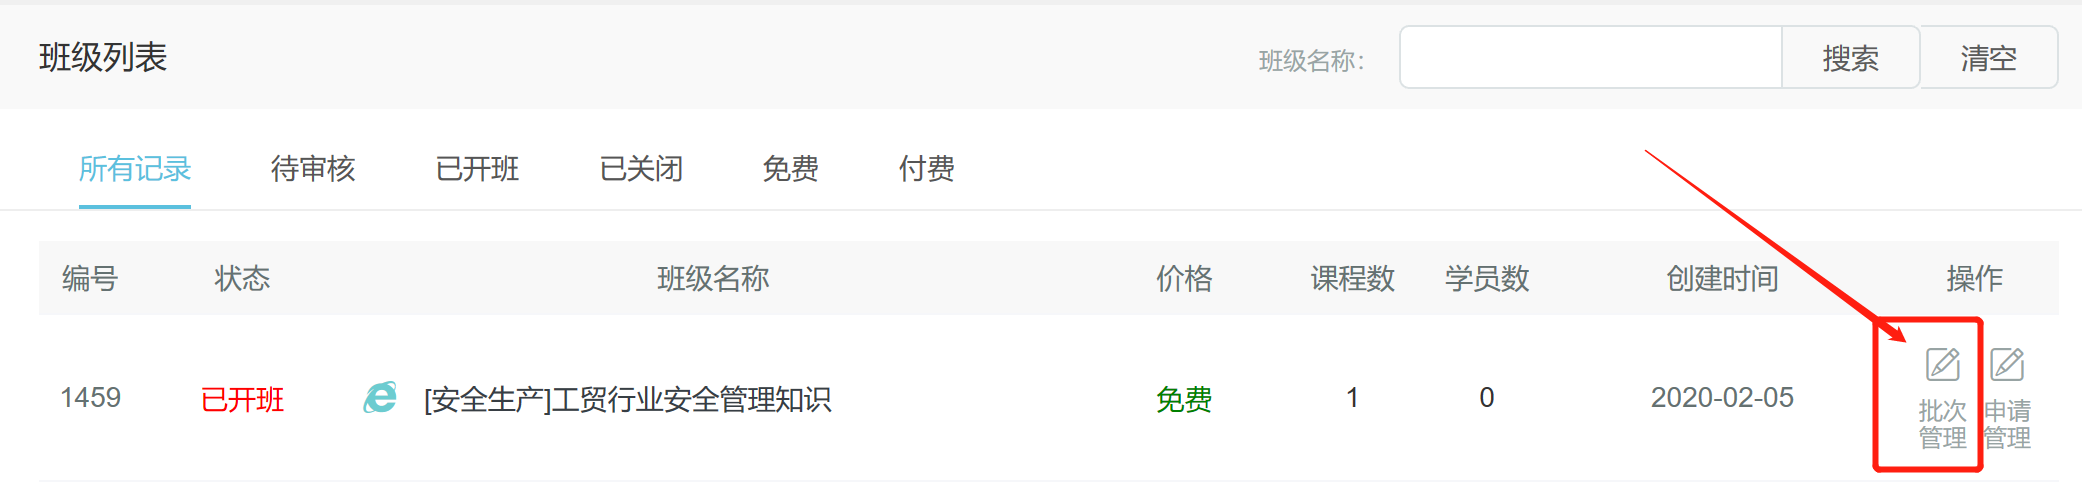 班级列表 班级名称: 搜索 清空
所有记录 待审核 已开班 已关闭 免费 付费
编号 状态 班级名称 价格 课程数 学员数 创建时间 操作
1459 已开班 [安全生产]工贸行业安全管理知识 免费 1 0 2020-02-05
批次 申请
管理 管理